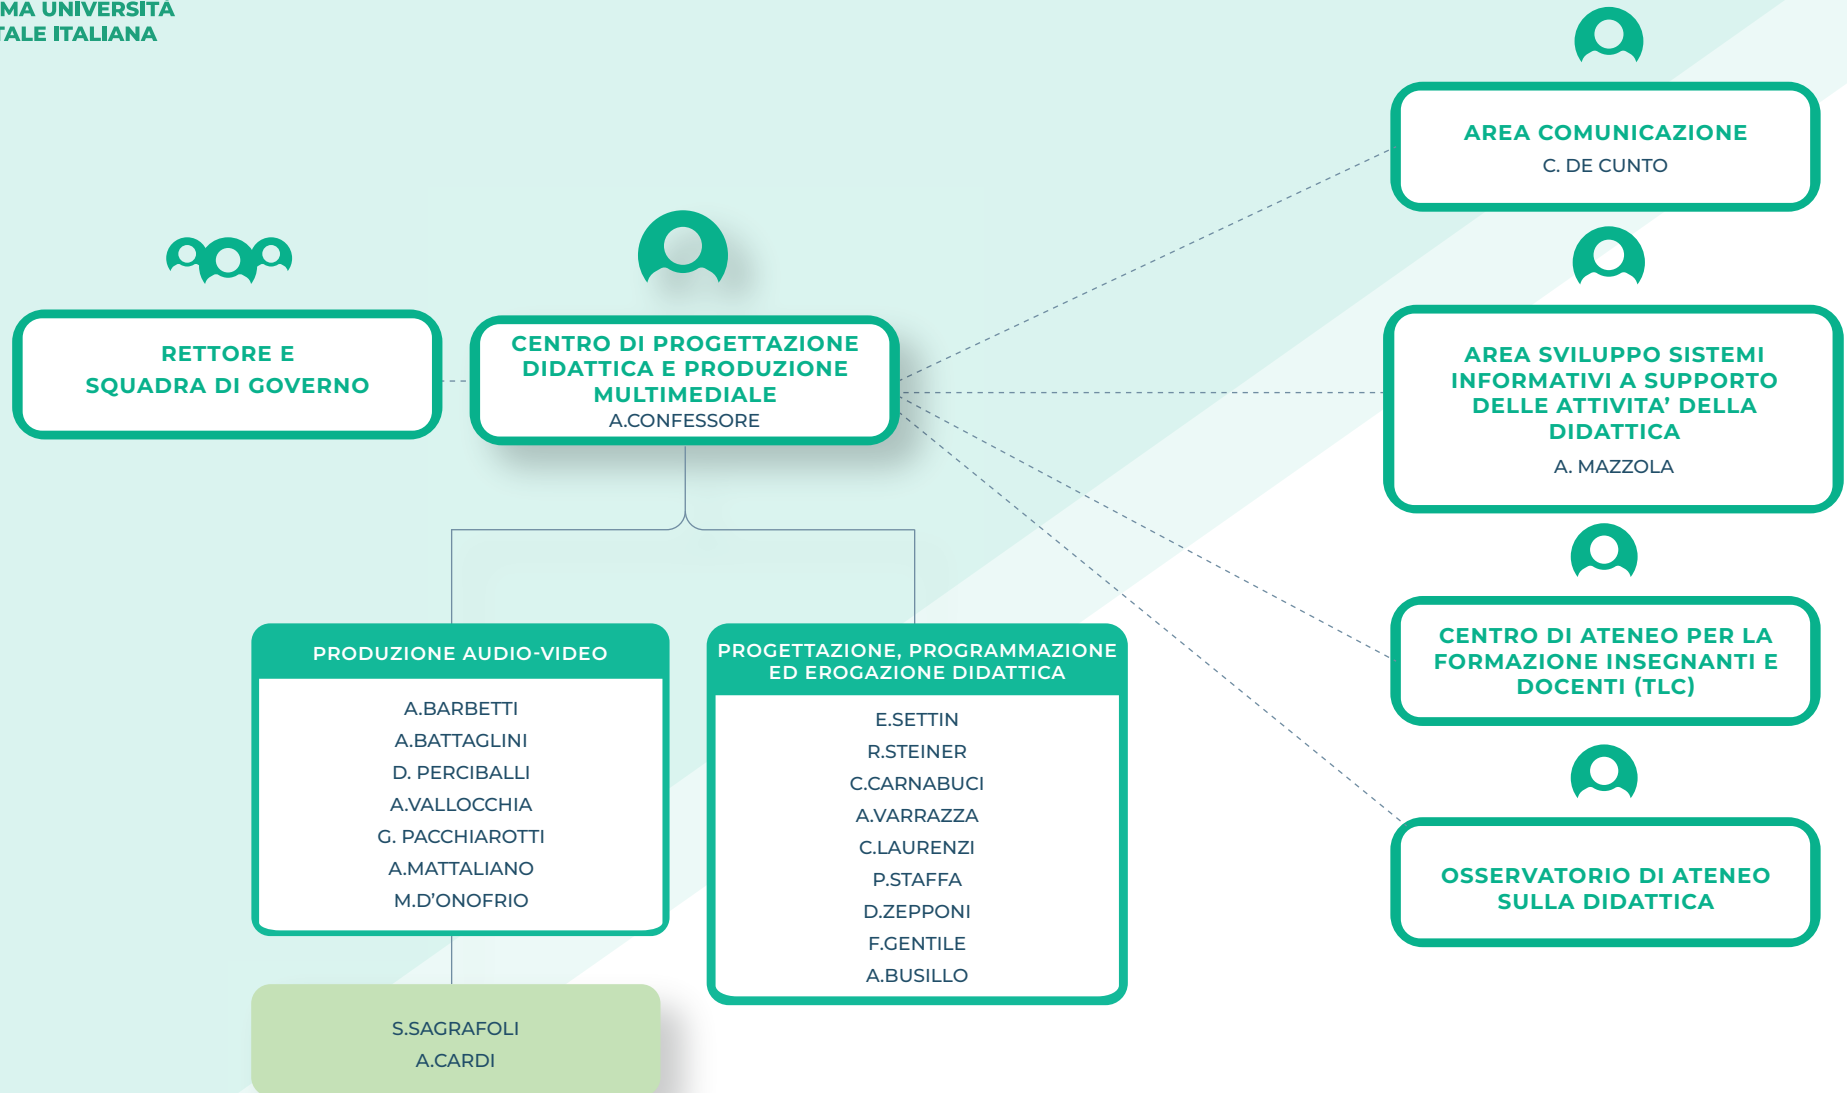 MA UNIVERSITÀ
TALE ITALIANA
AREA COMUNICAZIONE
C. DE CUNTO
RETTORE E
SQUADRA DI GOVERNO
CENTRO DI PROGETTAZIONE
DIDATTICA E PRODUZIONE
MULTIMEDIALE
A.CONFESSORE
AREA SVILUPPO SISTEMI
INFORMATIVI A SUPPORTO
DELLE ATTIVITA’ DELLA
DIDATTICA
A. MAZZOLA
CENTRO DI ATENEO PER LA
FORMAZIONE INSEGNANTI E
DOCENTI (TLC)
OSSERVATORIO DI ATENEO
SULLA DIDATTICA
PRODUZIONE AUDIO-VIDEO
A.BARBETTI
A.BATTAGLINI
D. PERCIBALLI
A.VALLOCCHIA
G. PACCHIAROTTI
A.MATTALIANO
M.D’ONOFRIO
S.SAGRAFOLI
A.CARDI
PROGETTAZIONE, PROGRAMMAZIONE
ED EROGAZIONE DIDATTICA
E.SETTIN
R.STEINER
C.CARNABUCI
A.VARRAZZA
C.LAURENZI
P.STAFFA
D.ZEPPONI
F.GENTILE
A.BUSILLO